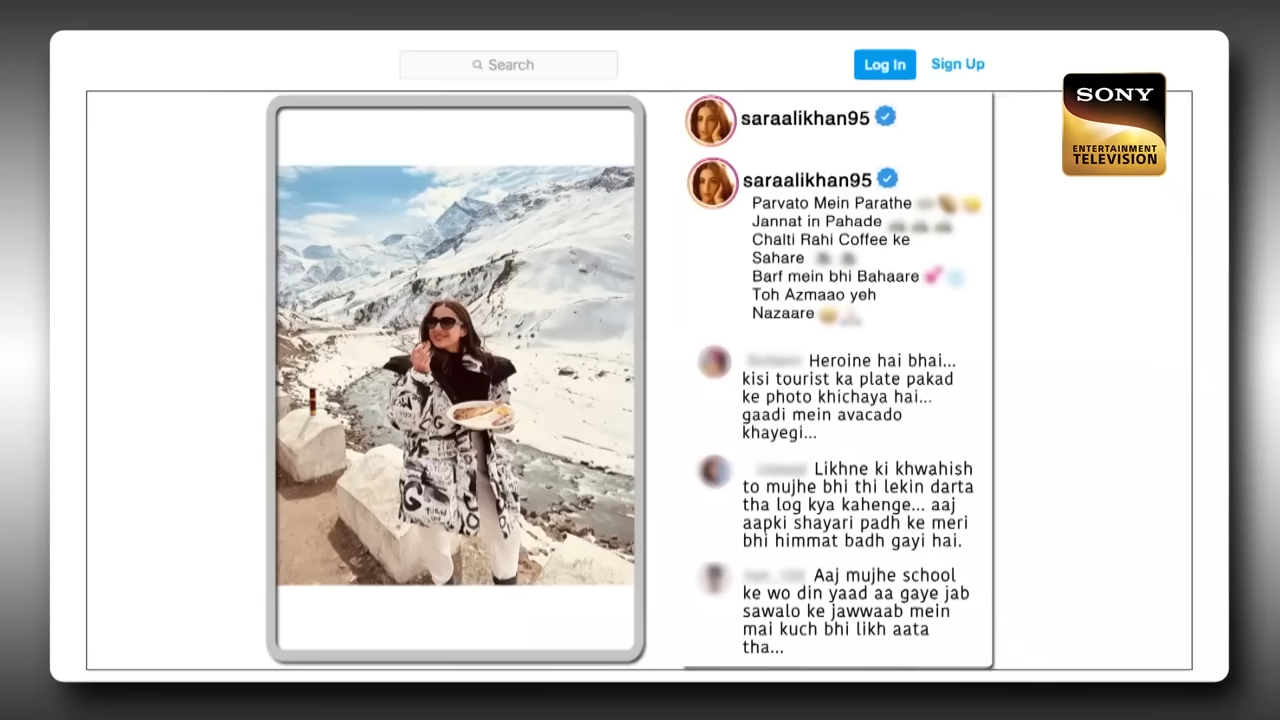 Search
Log In
Sign Up
SONY
ENTERTAINMENT
TELEVISION
saraalikhan95
saraalikhan95
Parvato Mein Parathe
Jannat in Pahade
Chalti Rahi Coffee ke
Sahare
Barf mein bhi Bahaare
Toh Azmaao yeh
Nazaare
Heroine hai bhai...
kisi tourist ka plate pakad
ke photo khichaya hai...
gaadi mein avacado
khayegi...
Likhne ki khwahish
to mujhe bhi thi lekin darta
tha log kya kahenge... aaj
aapki shayari padh ke meri
bhi himmat badh gayi hai.
Aaj mujhe school
ke wo din yaad aa gaye jab
sawalo ke jawwaab mein
mai kuch bhi likh aata
tha...